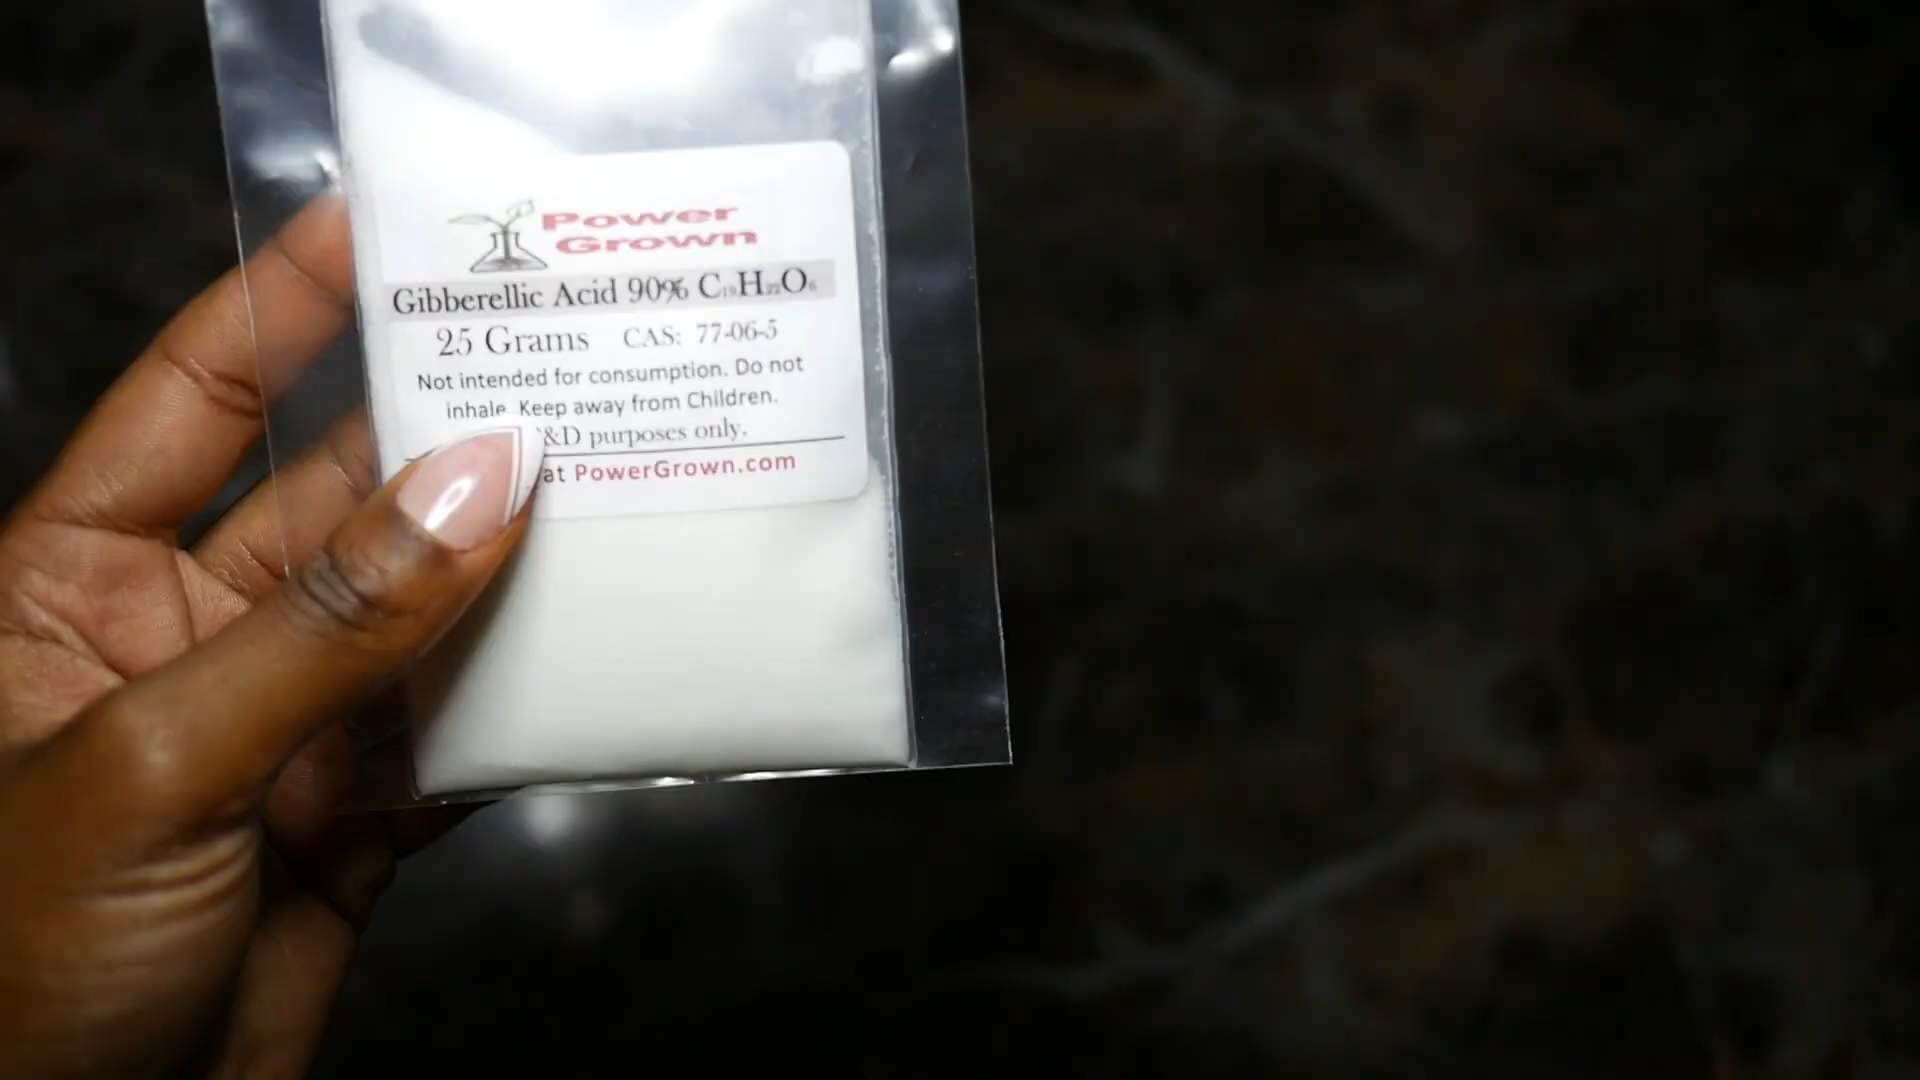 Power
Grown
Gibberellic Acid 90% C₁₉H₂₂O₆
25 Grams CAS: 77-06-5
Not intended for consumption. Do not
inhale. Keep away from Children.
&D purposes only.
at PowerGrown.com